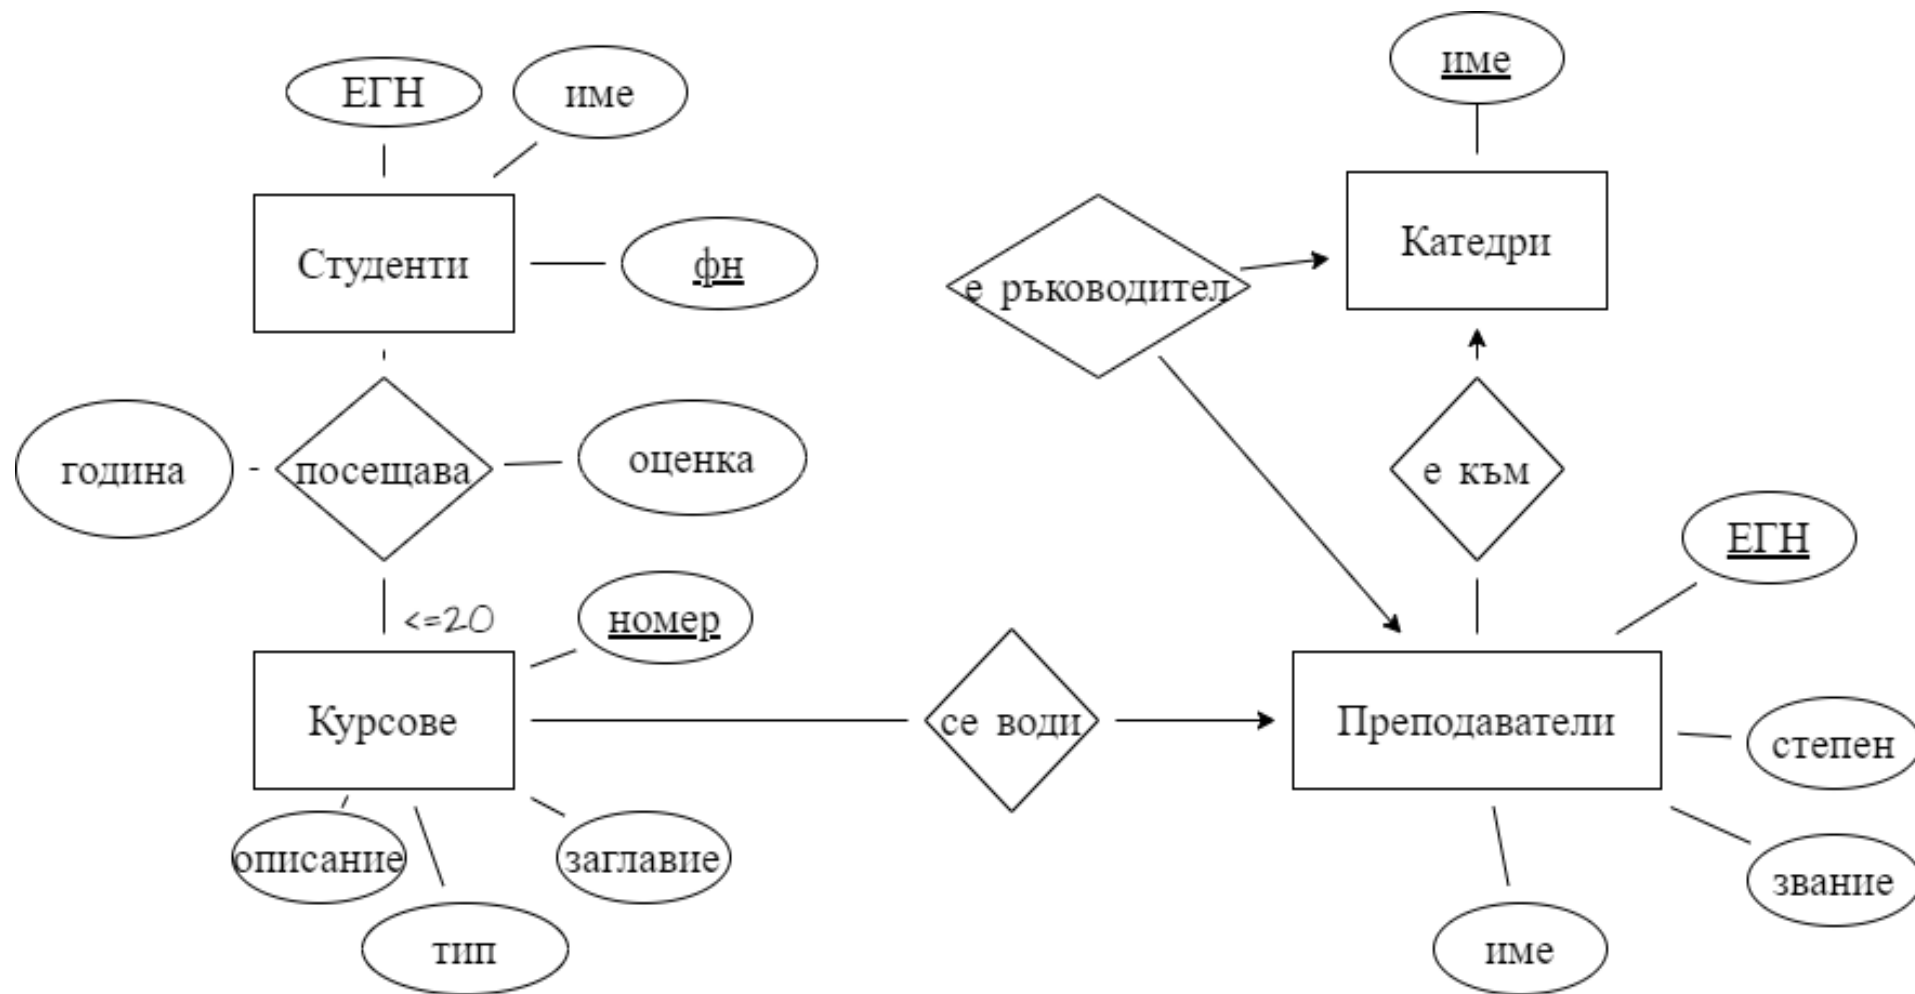 име
ЕГН
име
Студенти
фн
Катедри
е ръководител
година
посещава
оценка
е към
ЕГН
<=20
номер
Курсове
се води
Преподаватели
степен
описание
заглавие
звание
тип
име